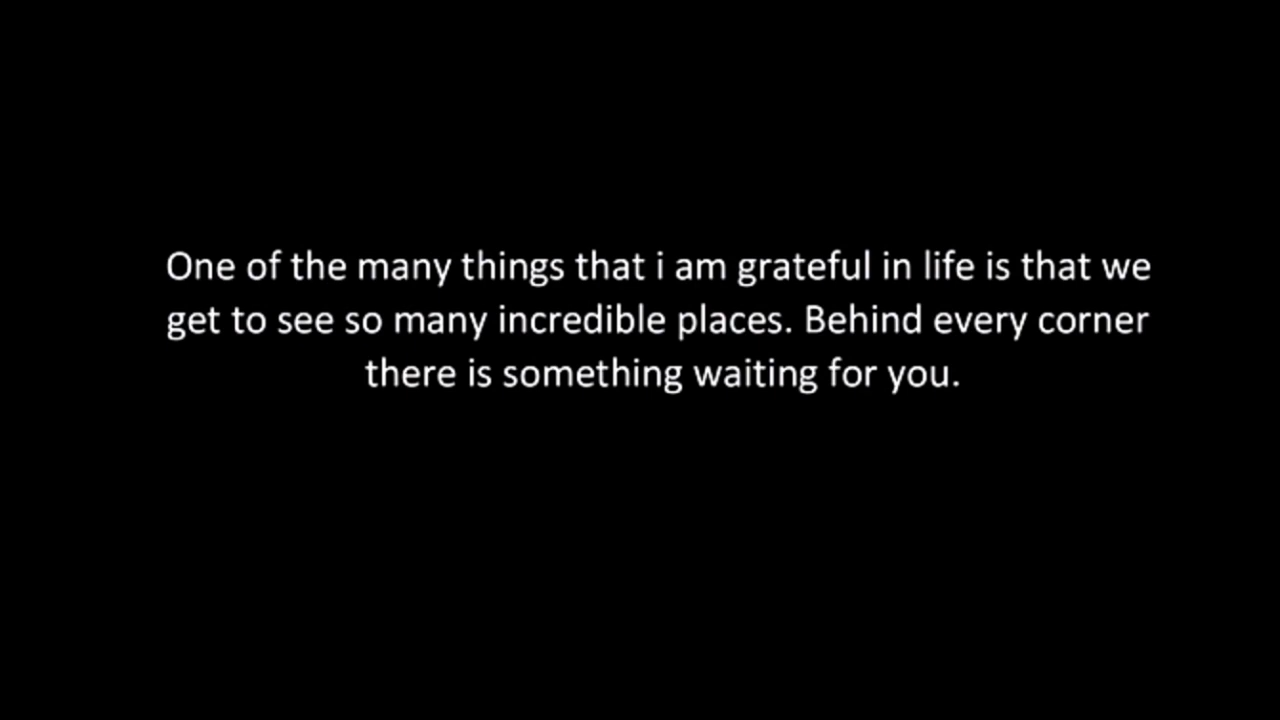 One of the many things that i am grateful in life is that we
get to see so many incredible places. Behind every corner
there is something waiting for you.